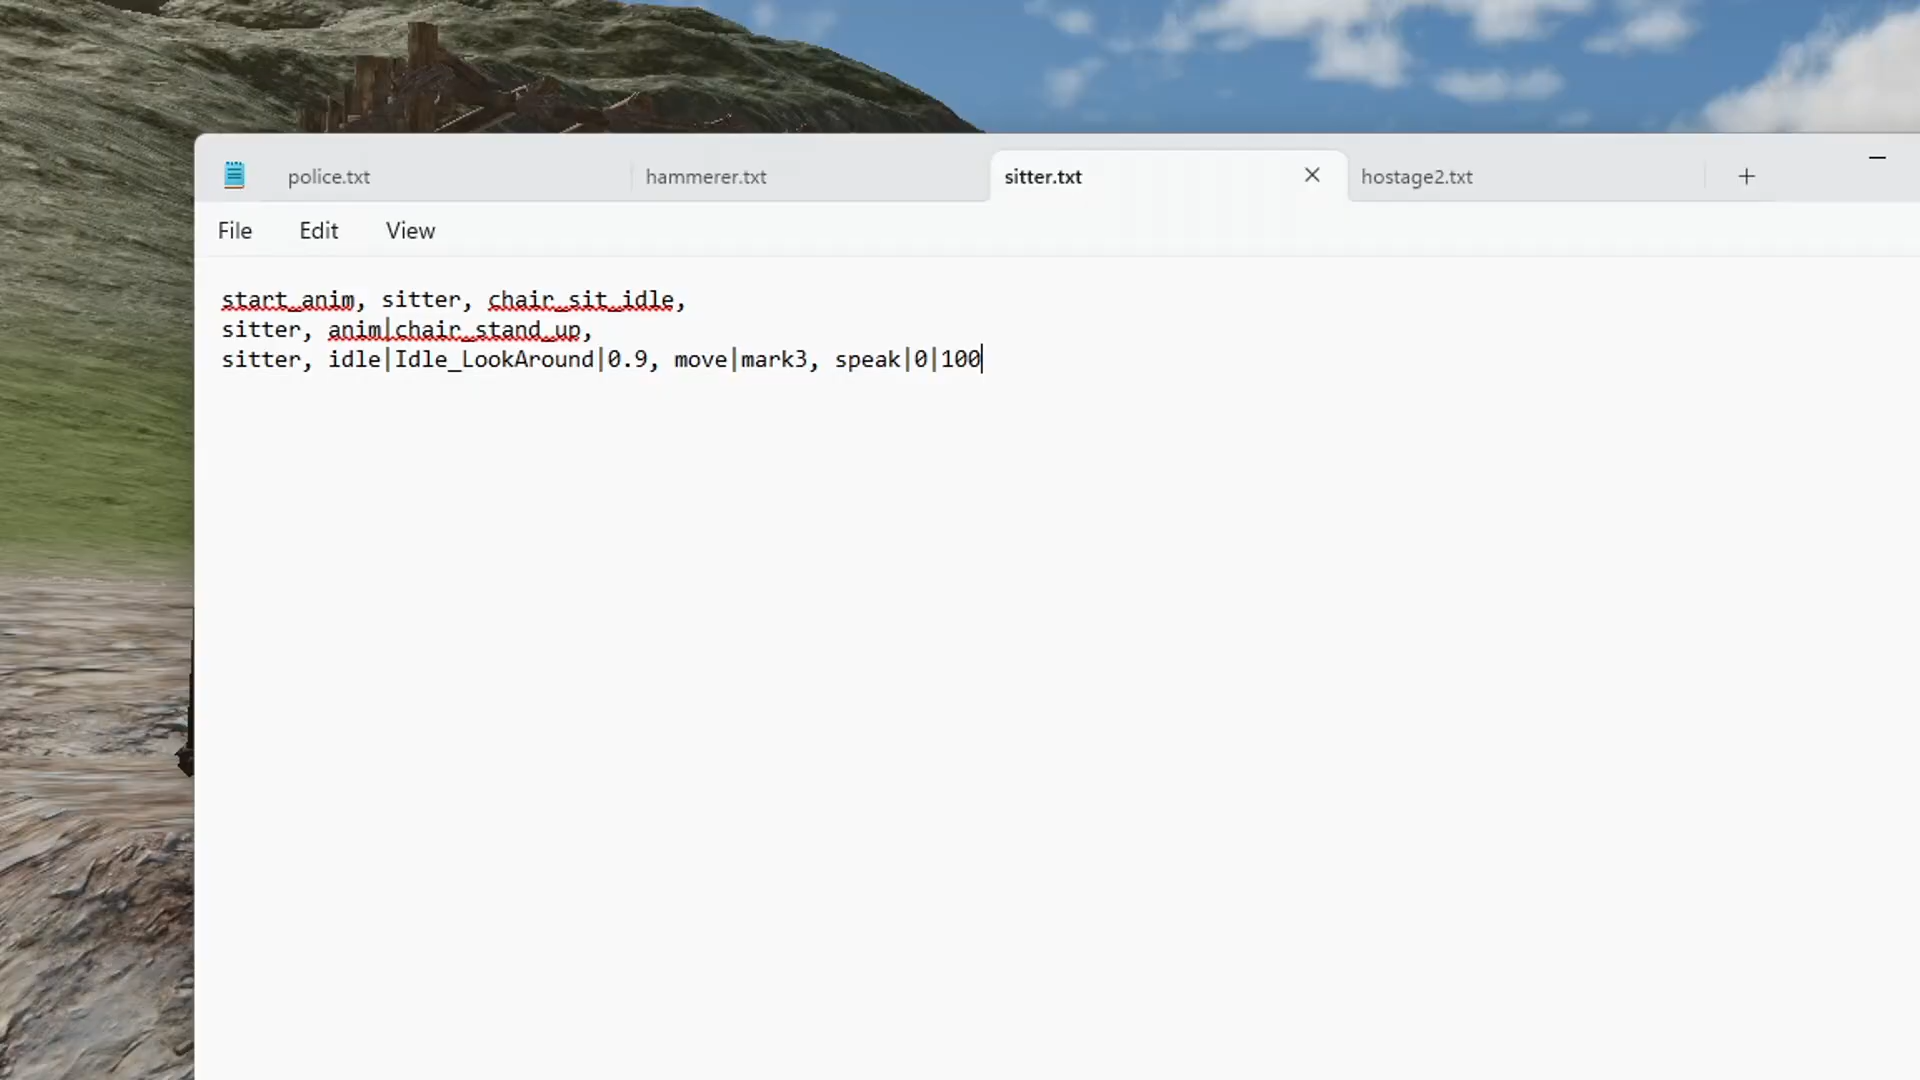 police.txt
hammerer.txt
sitter.txt
hostage2.txt
File Edit View
start_anim, sitter, chair_sit_idle,
sitter, anim|chair_stand_up,
sitter, idle|Idle_LookAround|0.9, move|mark3, speak|0|100